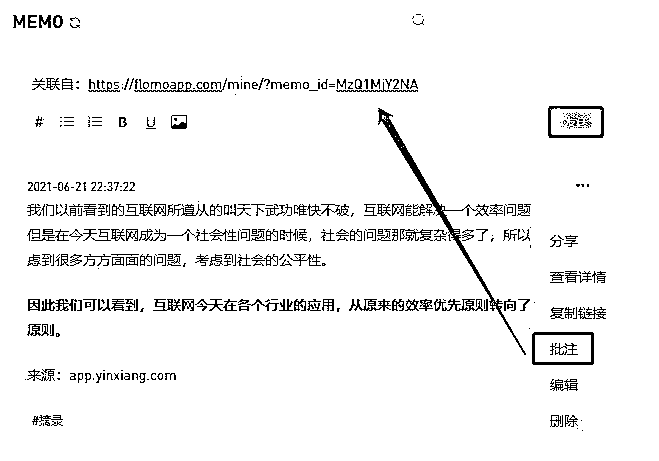 MEMO
关联自：https://flomoapp.com/mine/?memo_id=MzQ1MjY2NA
# B U
2021-06-21 22:37:22
我们以前看到的互联网所遵从的叫天下武功唯快不破，互联网能解决一个效率问题
但是在今天互联网成为一个社会性问题的时候，社会的问题那就复杂得多了，所以
虑到很多方方面面的问题，考虑到社会的公平性。
因此我们可以看到，互联网今天在各个行业的应用，从原来的效率优先原则转向了
原则。
来源：app.yinxiang.com
#摘录
分享
查看详情
复制链接
批注
编辑
删除